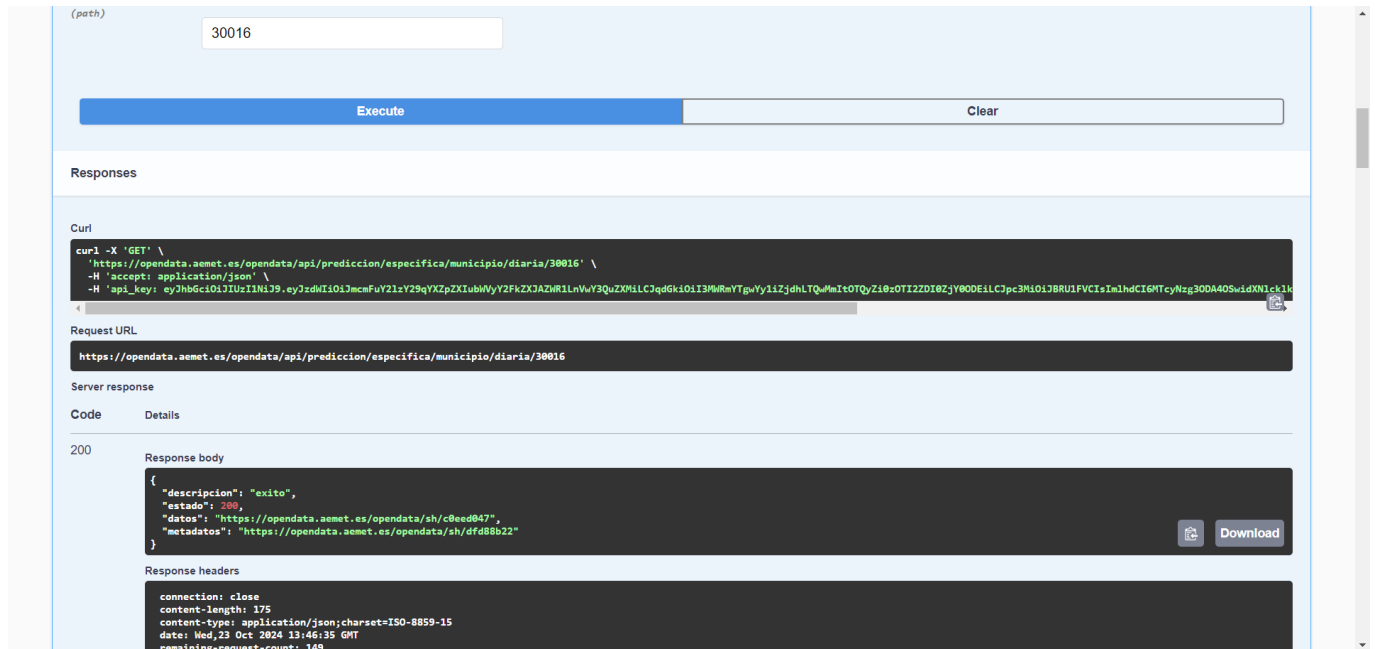 (path)
30016
Execute
Clear
Responses
Curl
curl -X 'GET' \
'https://opendata.aemet.es/opendata/api/prediccion/especifica/municipio/diaria/30016' \
-H 'accept: application/json' \
-H 'api_key:
Request URL
https://opendata.aemet.es/opendata/api/prediccion/especifica/municipio/diaria/30016
Server response
Code
Details
200
Response body
{
"descripcion": "exito",
"estado": 200,
"datos": "https://opendata.aemet.es/opendata/sh/c0eed047",
"metadatos": "https://opendata.aemet.es/opendata/sh/dfd88b22"
}
Download
Response headers
connection: close
content-length: 175
content-type: application/json;charset=ISO-8859-15
date: Wed,23 Oct 2024 13:46:35 GMT
remaining-request-count: 149